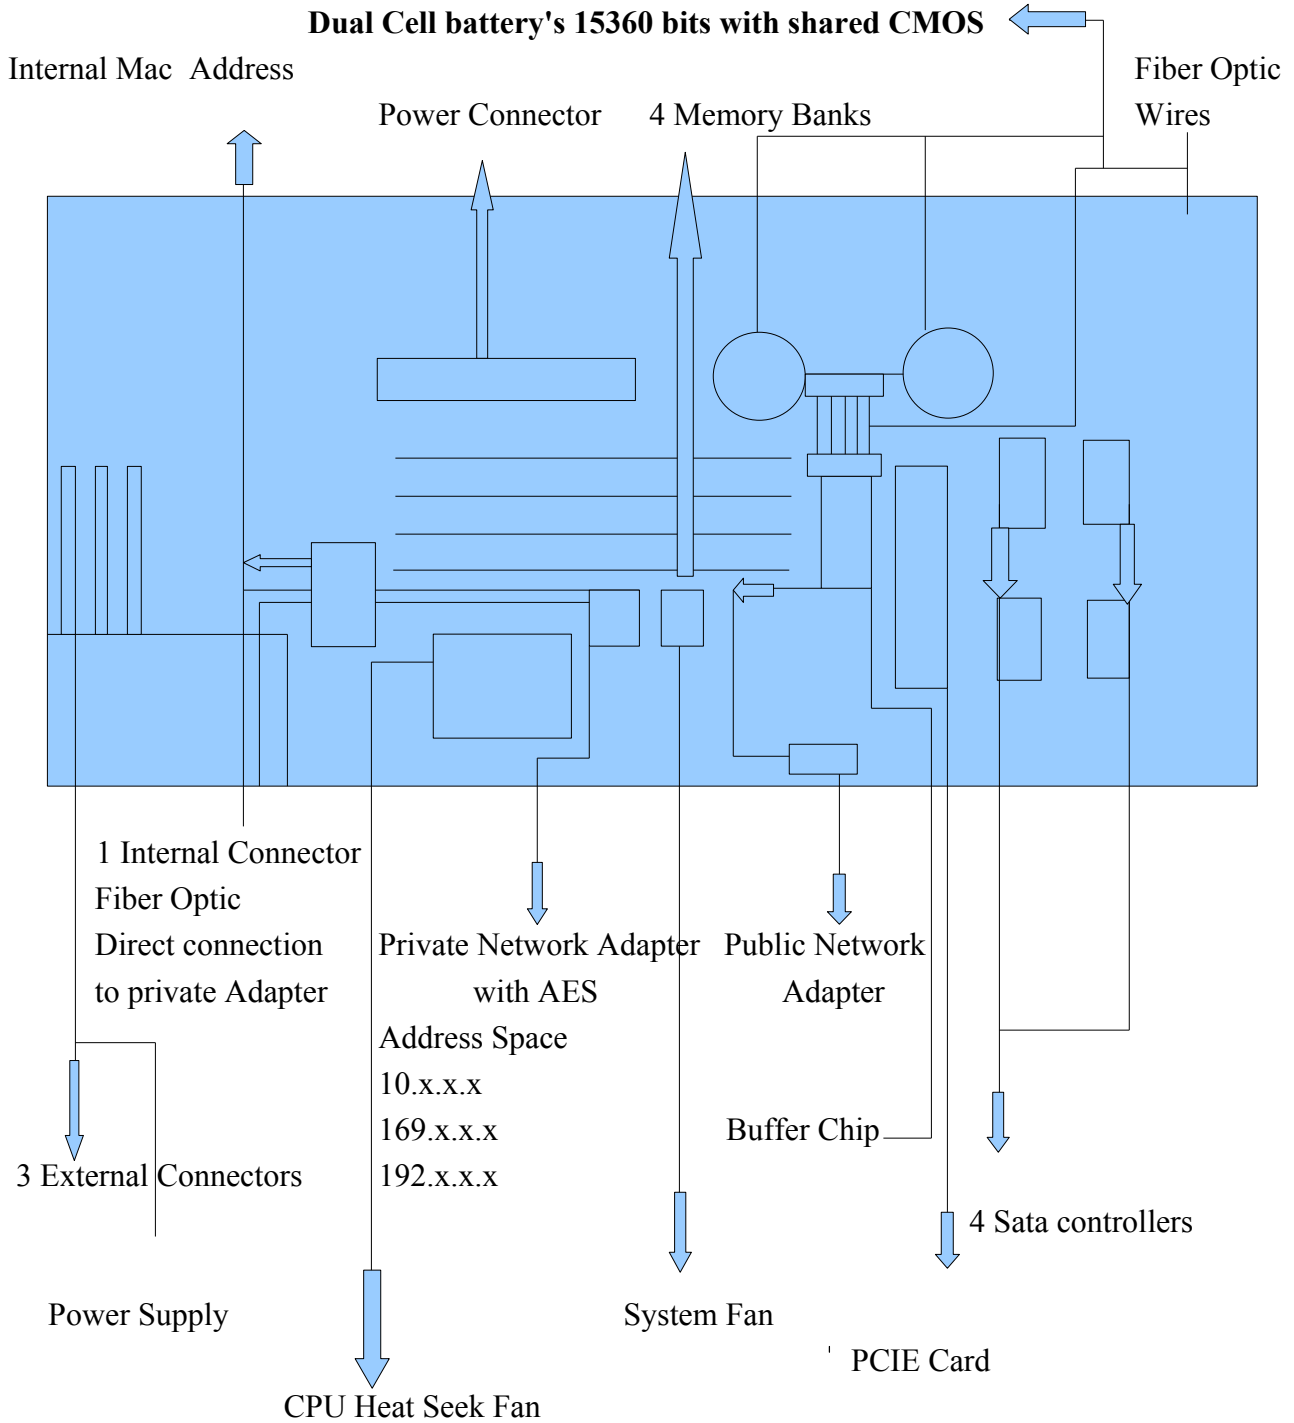 Dual Cell battery's 15360 bits with shared CMOS
Internal Mac Address
Fiber Optic
Wires
Power Connector
4 Memory Banks
1 Internal Connector
Fiber Optic
Direct connection
to private Adapter
Private Network Adapter
with AES
Address Space
10.x.x.x
169.x.x.x
192.x.x.x
Public Network
Adapter
Buffer Chip
3 External Connectors
4 Sata controllers
Power Supply
System Fan
' PCIE Card
CPU Heat Seek Fan